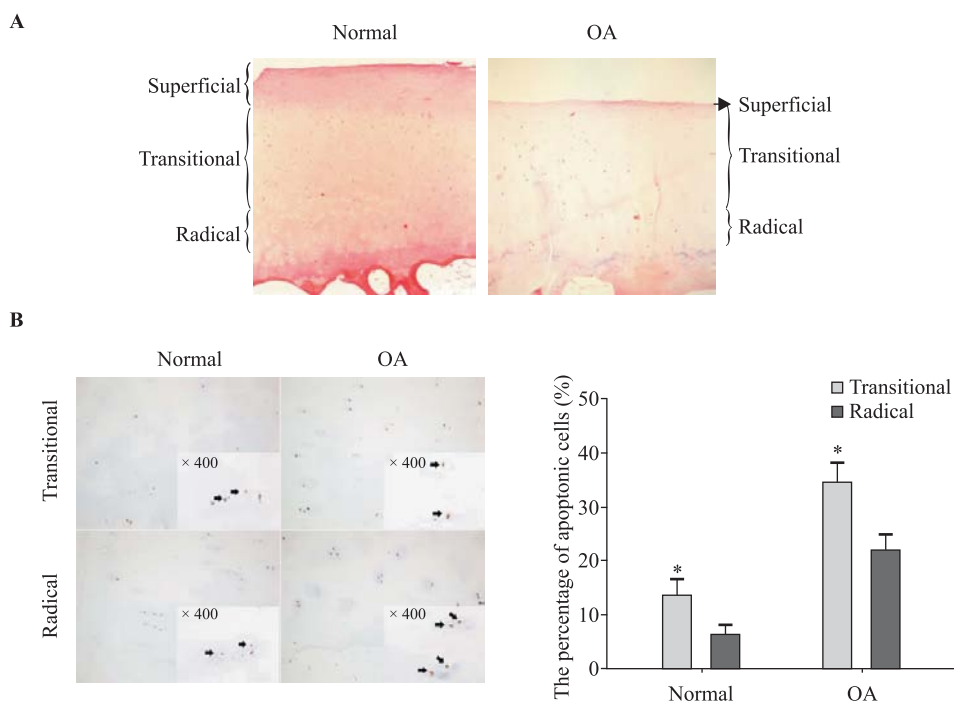 A
Normal
OA
Superficial
Transitional
Radical
Superficial
Transitional
Radical
B
Normal
OA
Transitional
× 400
× 400
Radical
× 400
× 400
The percentage of apoptonic cells (%)
50
40
30
20
10
0
Transitional
Radical
*
*
Normal
OA